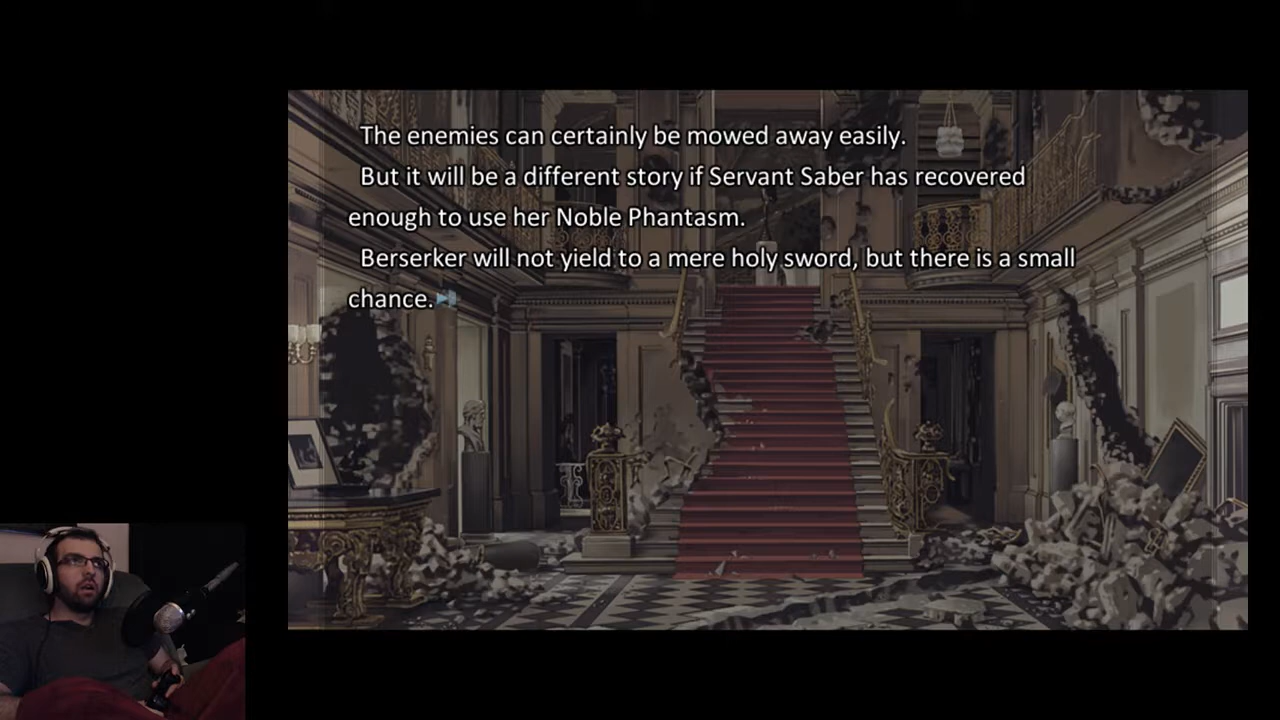 The enemies can certainly be mowed away easily.
But it will be a different story if Servant Saber has recovered
enough to use her Noble Phantasm.
Berserker will not yield to a mere holy sword, but there is a small
chance.